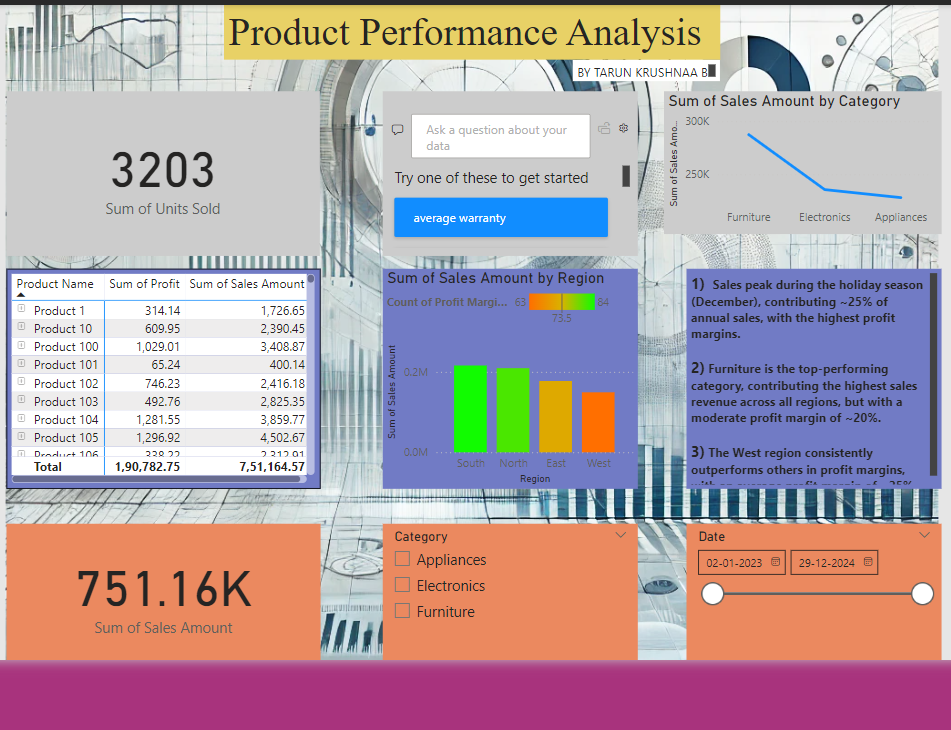 Product Performance Analysis
BY TARUN KRUSHNAA B
3203
Sum of Units Sold
Ask a question about your
data
Try one of these to get started
average warranty
Sum of Sales Amount by Category
Sum of Sales Amo...
300K
250K
Furniture Electronics Appliances
Product Name Sum of Profit Sum of Sales Amount
Product 1 314.14 1,726.65
Product 10 609.95 2,390.45
Product 100 1,029.01 3,408.87
Product 101 65.24 400.14
Product 102 746.23 2,416.18
Product 103 492.76 2,825.35
Product 104 1,281.55 3,859.77
Product 105 1,296.92 4,502.67
Product 106 338.22 2,312.91
Total 1,90,782.75 7,51,164.57
Sum of Sales Amount by Region
Count of Profit Margi... 63 84
73.5
Sum of Sales Amount
0.2M
0.0M
South North East West
Region
1) Sales peak during the holiday season
(December), contributing ~25% of
annual sales, with the highest profit
margins.
2) Furniture is the top-performing
category, contributing the highest sales
revenue across all regions, but with a
moderate profit margin of ~20%.
3) The West region consistently
outperforms others in profit margins,
with an average profit margin of ~25%
751.16K
Sum of Sales Amount
Category
Appliances
Electronics
Furniture
Date
02-01-2023 29-12-2024